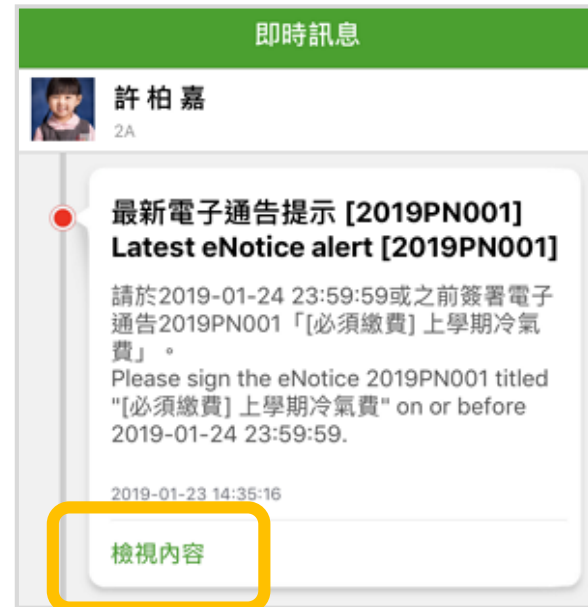 即時訊息
許 柏 嘉
2A
最新電子通告提示 [2019PN001]
Latest eNotice alert [2019PN001]
請於2019-01-24 23:59:59或之前簽署電子
通告2019PN001「[必須繳費] 上學期冷氣
費」 。
Please sign the eNotice 2019PN001 titled
"[必須繳費] 上學期冷氣費" on or before
2019-01-24 23:59:59.
2019-01-23 14:35:16
檢視內容